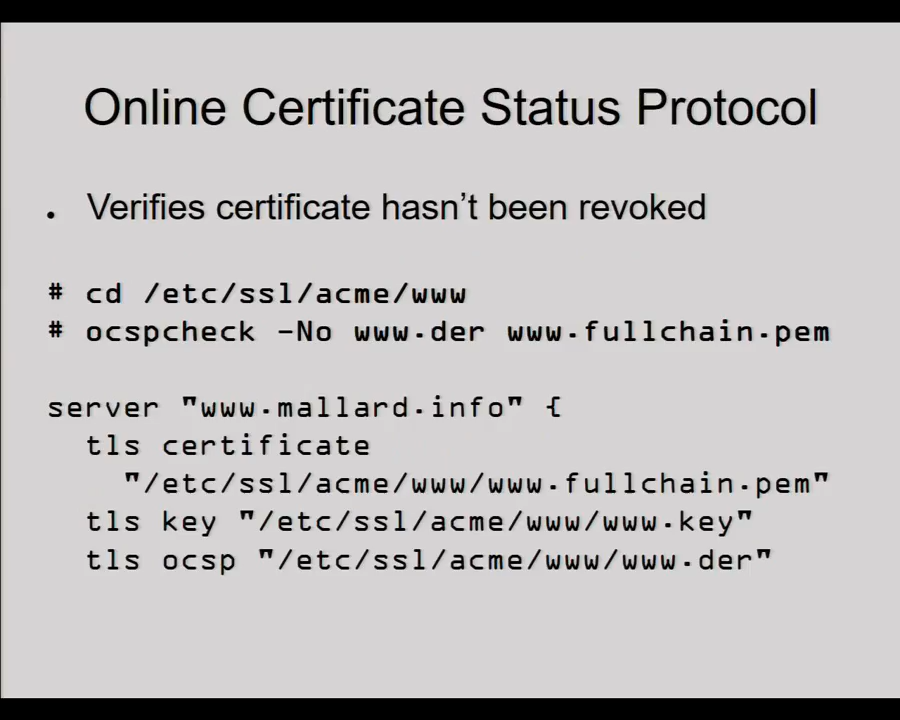 Online Certificate Status Protocol
• Verifies certificate hasn't been revoked
# cd /etc/ssl/acme/www
# ocspcheck -No www.der www.fullchain.pem
server "www.mallard.info" {
tls certificate
"/etc/ssl/acme/www/www.fullchain.pem"
tls key "/etc/ssl/acme/www/www.key"
tls ocsp "/etc/ssl/acme/www/www.der"